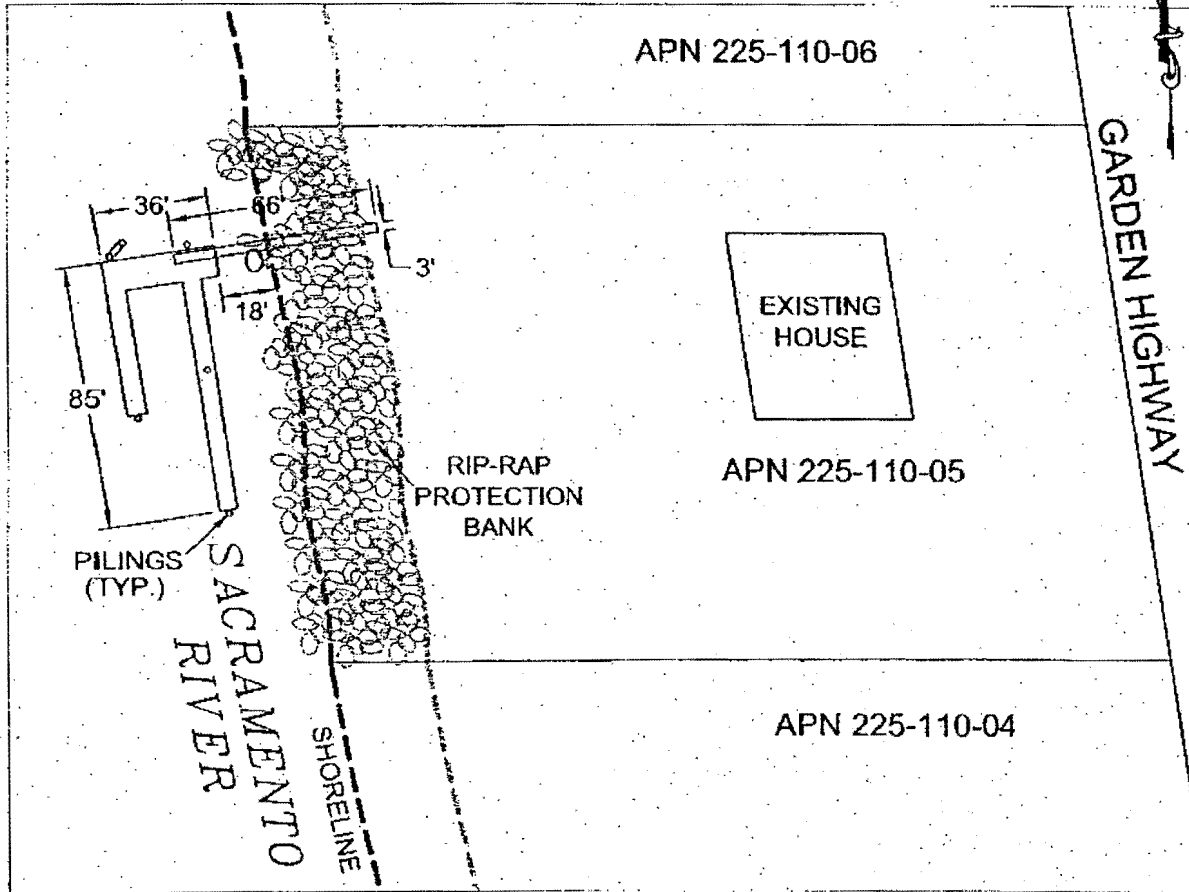 APN 225-110-06
GARDEN HIGHWAY
36'
66'
3'
18'
EXISTING
HOUSE
85'
RIP-RAP
PROTECTION
BANK
APN 225-110-05
PILINGS
(TYP.)
SACRAMENTO
RIVER
SHORELINE
APN 225-110-04